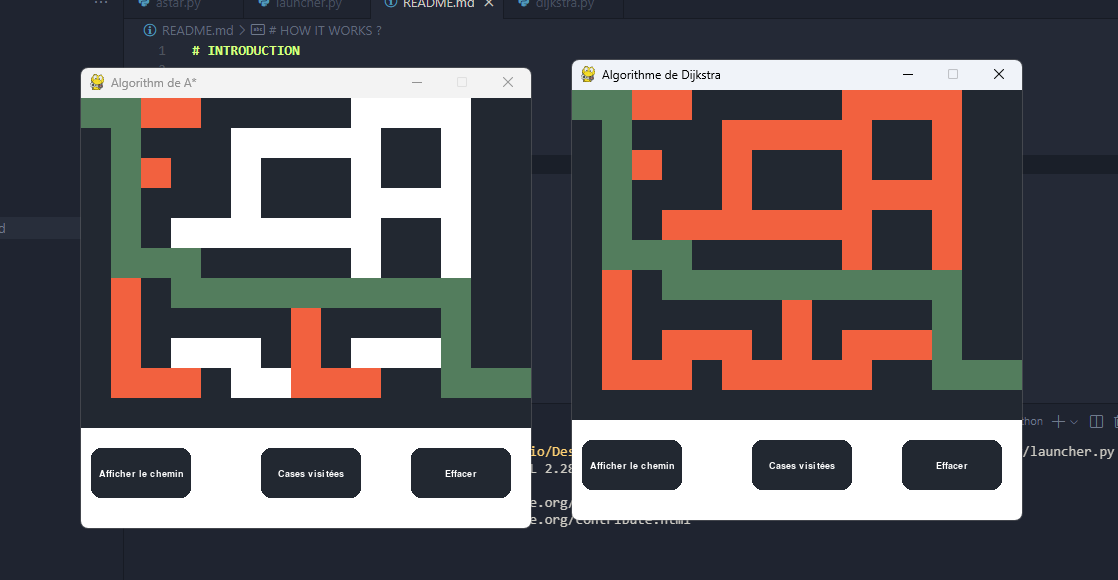 astar.py
launcher.py
README.md
dijkstra.py
README.md > # HOW IT WORKS ?
1 # INTRODUCTION
Algorithm de A*
Algorithme de Dijkstra
Afficher le chemin
Cases visitées
Effacer
Afficher le chemin
Cases visitées
Effacer
io/Des
L 2.28
e.org/
e.org/contribute.html
thon
/launcher.py